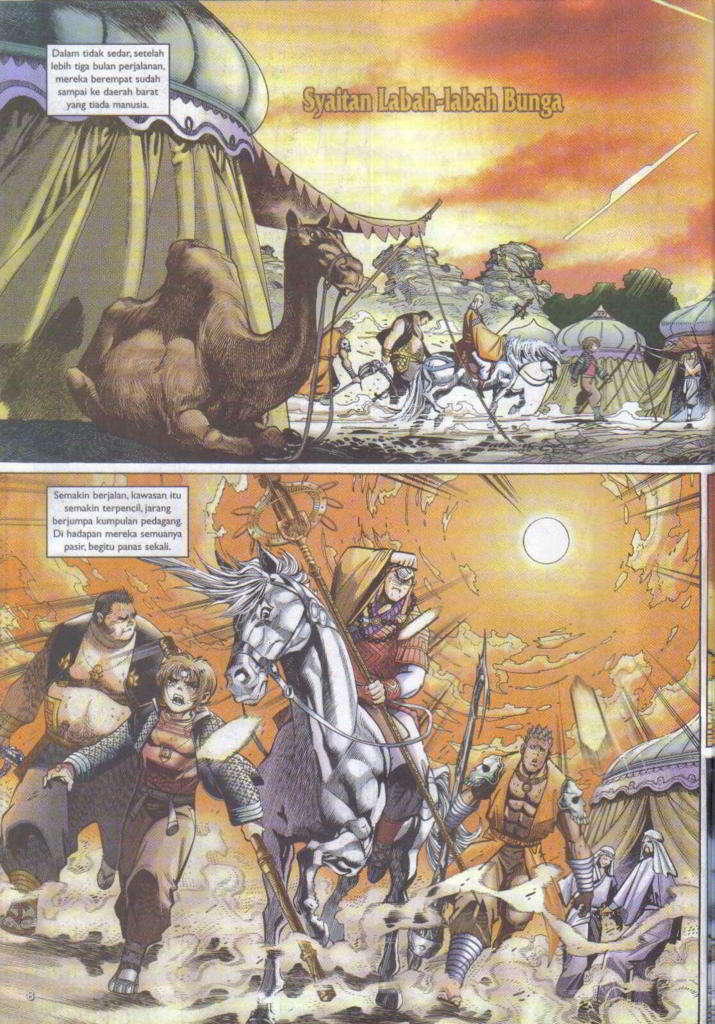 Dalam tidak sedar, setelah
lebih tiga bulan perjalanan,
mereka berempat sudah
sampai ke daerah barat
yang tiada manusia.
Syaitan Labah-labah Bunga
Semakin berjalan, kawasan itu
semakin terpencil, jarang
berjumpa kumpulan pedagang.
Di hadapan mereka semuanya
pasir, begitu panas sekali.
8